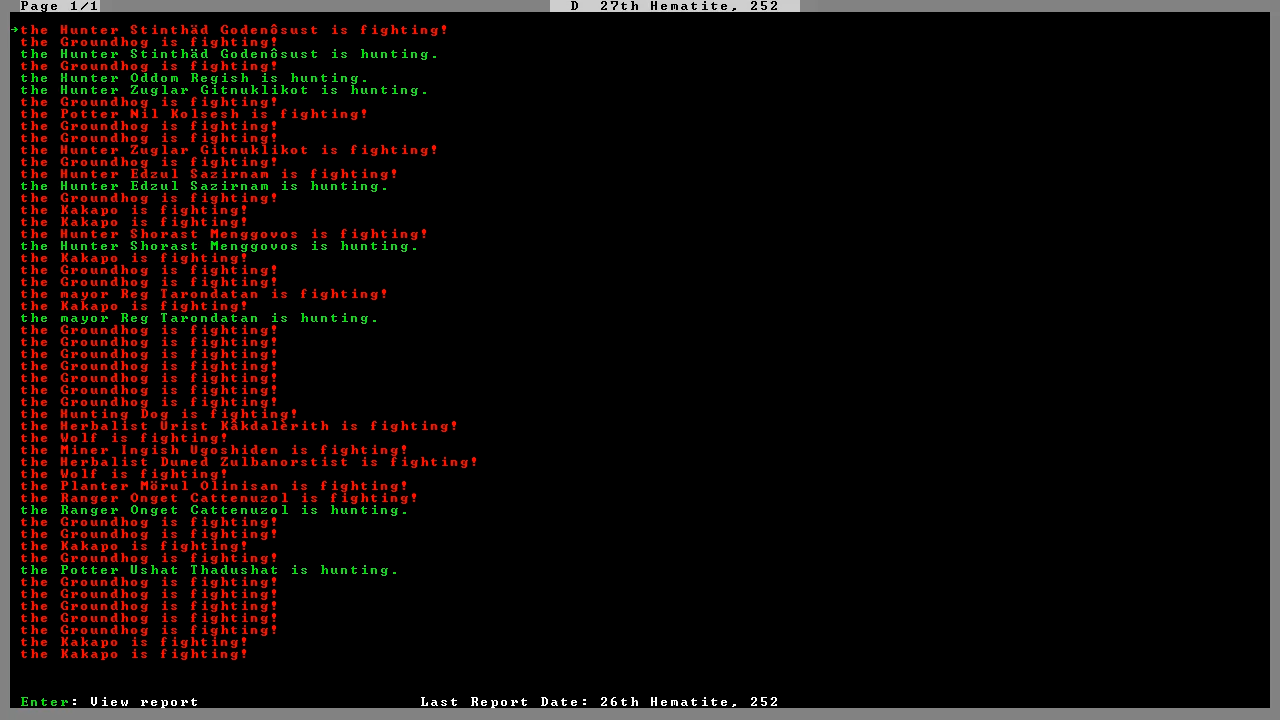 Page 1/1 D 27th Hematite, 252
→the Hunter Stinthäd Godenôsust is fighting!
the Groundhog is fighting!
the Hunter Stinthäd Godenôsust is hunting.
the Groundhog is fighting!
the Hunter Oddom Regish is hunting.
the Hunter Zuglar Gitnuklikot is hunting.
the Groundhog is fighting!
the Potter Nil Kolsesh is fighting!
the Groundhog is fighting!
the Groundhog is fighting!
the Hunter Zuglar Gitnuklikot is fighting!
the Groundhog is fighting!
the Hunter Edzul Sazirnam is fighting!
the Hunter Edzul Sazirnam is hunting.
the Groundhog is fighting!
the Kakapo is fighting!
the Kakapo is fighting!
the Hunter Shorast Menggovos is fighting!
the Hunter Shorast Menggovos is hunting.
the Kakapo is fighting!
the Groundhog is fighting!
the Groundhog is fighting!
the mayor Reg Tarondatan is fighting!
the Kakapo is fighting!
the mayor Reg Tarondatan is hunting.
the Groundhog is fighting!
the Groundhog is fighting!
the Groundhog is fighting!
the Groundhog is fighting!
the Groundhog is fighting!
the Groundhog is fighting!
the Groundhog is fighting!
the Hunting Dog is fighting!
the Herbalist Urist Kâkdalèrith is fighting!
the Wolf is fighting!
the Miner Ingish Ugoshiden is fighting!
the Herbalist Dumed Zulbanorstist is fighting!
the Wolf is fighting!
the Planter Mörul Olinisan is fighting!
the Ranger Onget Cattenuzol is fighting!
the Ranger Onget Cattenuzol is hunting.
the Groundhog is fighting!
the Groundhog is fighting!
the Kakapo is fighting!
the Groundhog is fighting!
the Potter Ushat Thadushat is hunting.
the Groundhog is fighting!
the Groundhog is fighting!
the Groundhog is fighting!
the Groundhog is fighting!
the Groundhog is fighting!
the Kakapo is fighting!
the Kakapo is fighting!
Enter: View report Last Report Date: 26th Hematite, 252